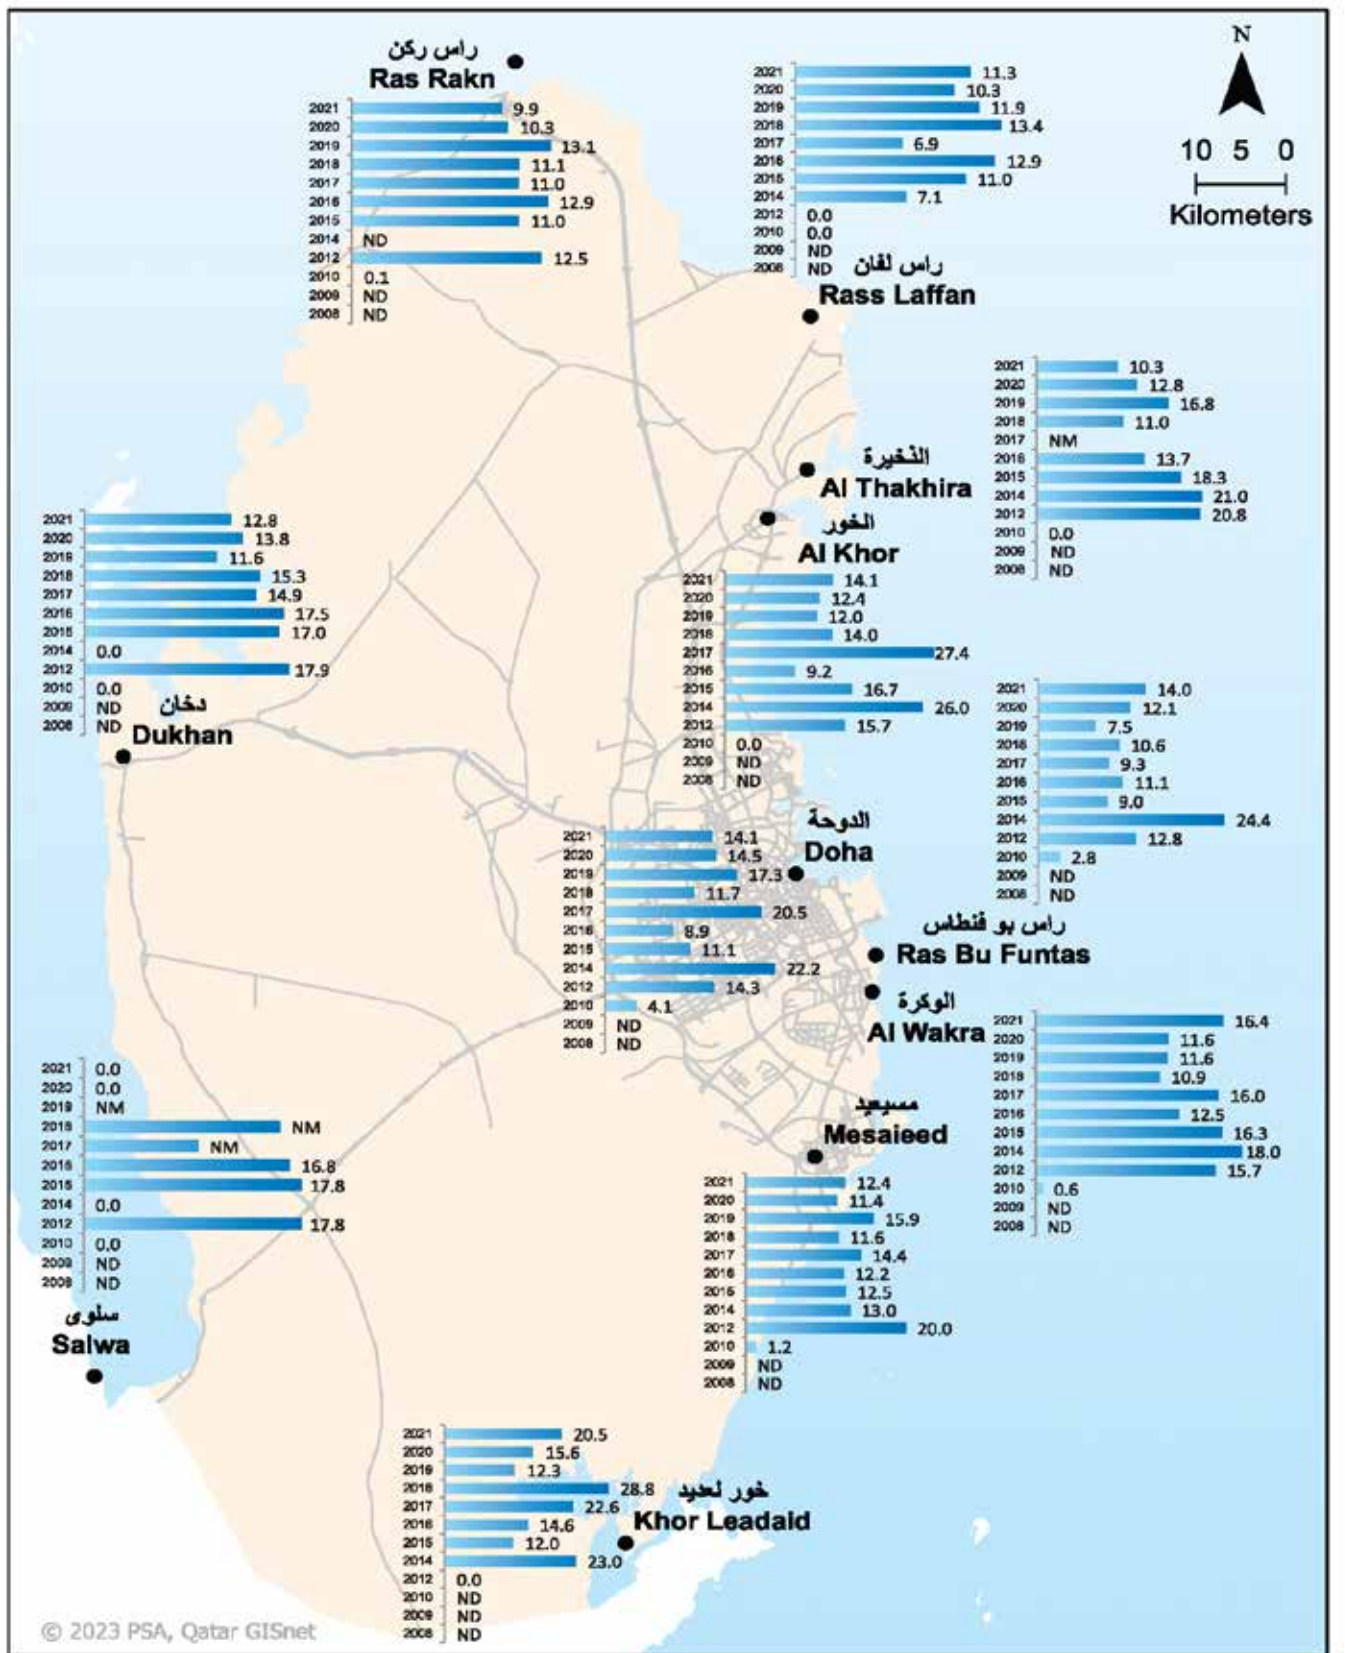 راس ركن
Ras Rakn
2021 9.9
2020 10.3
2019 13.1
2018 11.1
2017 11.0
2016 12.9
2015 11.0
2014 ND
2012 12.5
2010 0.1
2009 ND
2008 ND
2021 11.3
2020 10.3
2019 11.9
2018 13.4
2017 6.9
2016 12.9
2015 11.0
2014 7.1
2012 0.0
2010 0.0
2009 ND
2008 ND
راس لفان
Rass Laffan
N
10 5 0
Kilometers
2021 10.3
2020 12.8
2019 16.8
2018 11.0
2017 NM
2016 13.7
2015 18.3
2014 21.0
2012 20.8
2010 0.0
2009 ND
2008 ND
الذخيرة
Al Thakhira
الخور
Al Khor
2021 14.1
2020 12.4
2019 12.0
2018 14.0
2017 27.4
2016 9.2
2015 16.7
2014 26.0
2012 15.7
2010 0.0
2009 ND
2008 ND
2021 12.8
2020 13.8
2019 11.6
2018 15.3
2017 14.9
2016 17.5
2015 17.0
2014 0.0
2012 17.9
2010 0.0
2009 ND
2008 ND
دخان
Dukhan
2021 14.0
2020 12.1
2019 7.5
2018 10.6
2017 9.3
2016 11.1
2015 9.0
2014 24.4
2012 12.8
2010 2.8
2009 ND
2008 ND
راس بو فنطاس
Ras Bu Funtas
الدوحة
Doha
2021 14.1
2020 14.5
2019 17.3
2018 11.7
2017 20.5
2016 8.9
2015 11.1
2014 22.2
2012 14.3
2010 4.1
2009 ND
2008 ND
الوكرة
Al Wakra
2021 16.4
2020 11.6
2019 11.6
2018 10.9
2017 16.0
2016 12.5
2015 16.3
2014 18.0
2012 15.7
2010 0.6
2009 ND
2008 ND
2021 0.0
2020 0.0
2019 NM
2018 NM
2017 NM
2016 16.8
2015 17.8
2014 0.0
2012 17.8
2010 0.0
2009 ND
2008 ND
سلوى
Salwa
مسيعيد
Mesaieed
2021 12.4
2020 11.4
2019 15.9
2018 11.6
2017 14.4
2016 12.2
2015 12.5
2014 13.0
2012 20.0
2010 1.2
2009 ND
2008 ND
2021 20.5
2020 15.6
2019 12.3
2018 28.8
2017 22.6
2016 14.6
2015 12.0
2014 23.0
2012 0.0
2010 ND
2009 ND
2008 ND
خور لعديد
Khor Leadaid
© 2023 PSA, Qatar GISnet